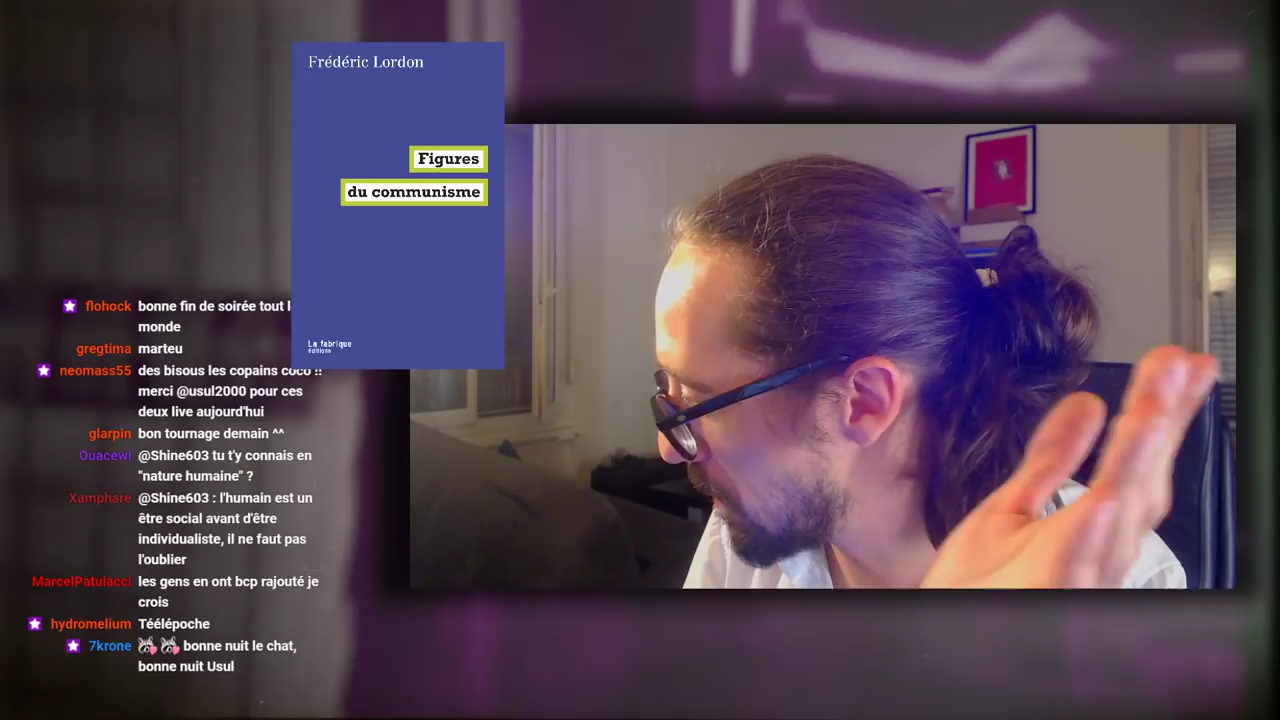 Frédéric Lordon
Figures
du communisme
La fabrique
éditions
flohock bonne fin de soirée tout
monde
gregtima marteu
neomass55 des bisous les copains coco !!
merci @usul2000 pour ces
deux live aujourd'hui
glarpin bon tournage demain ^^
Ouacewi @Shine603 tu t'y connais en
"nature humaine" ?
Xamphare @Shine603 : l'humain est un
être social avant d'être
individualiste, il ne faut pas
l'oublier
MarcelPatulacci les gens en ont bcp rajouté je
crois
hydromelium Téélépoche
7krone bonne nuit le chat,
bonne nuit Usul